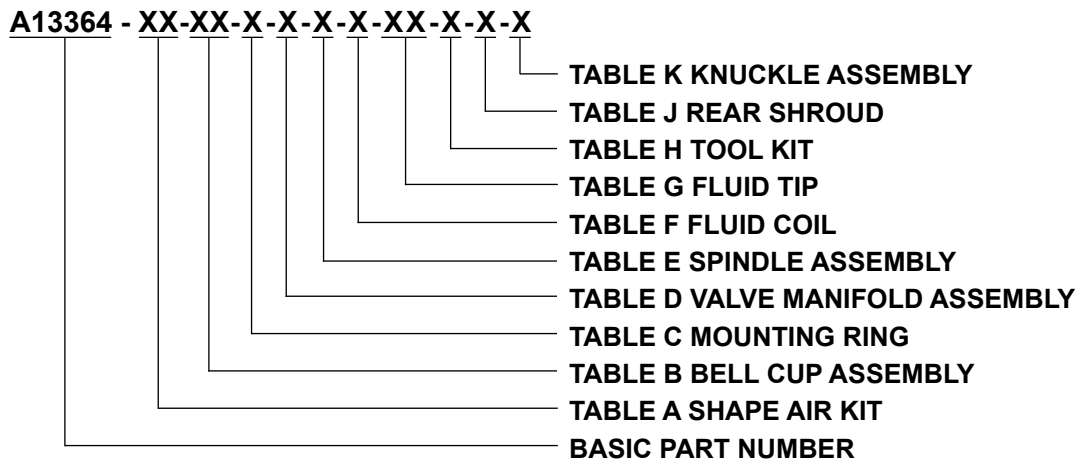 A13364 - XX-XX-X-X-X-X-XX-X-X-X
TABLE K KNUCKLE ASSEMBLY
TABLE J REAR SHROUD
TABLE H TOOL KIT
TABLE G FLUID TIP
TABLE F FLUID COIL
TABLE E SPINDLE ASSEMBLY
TABLE D VALVE MANIFOLD ASSEMBLY
TABLE C MOUNTING RING
TABLE B BELL CUP ASSEMBLY
TABLE A SHAPE AIR KIT
BASIC PART NUMBER